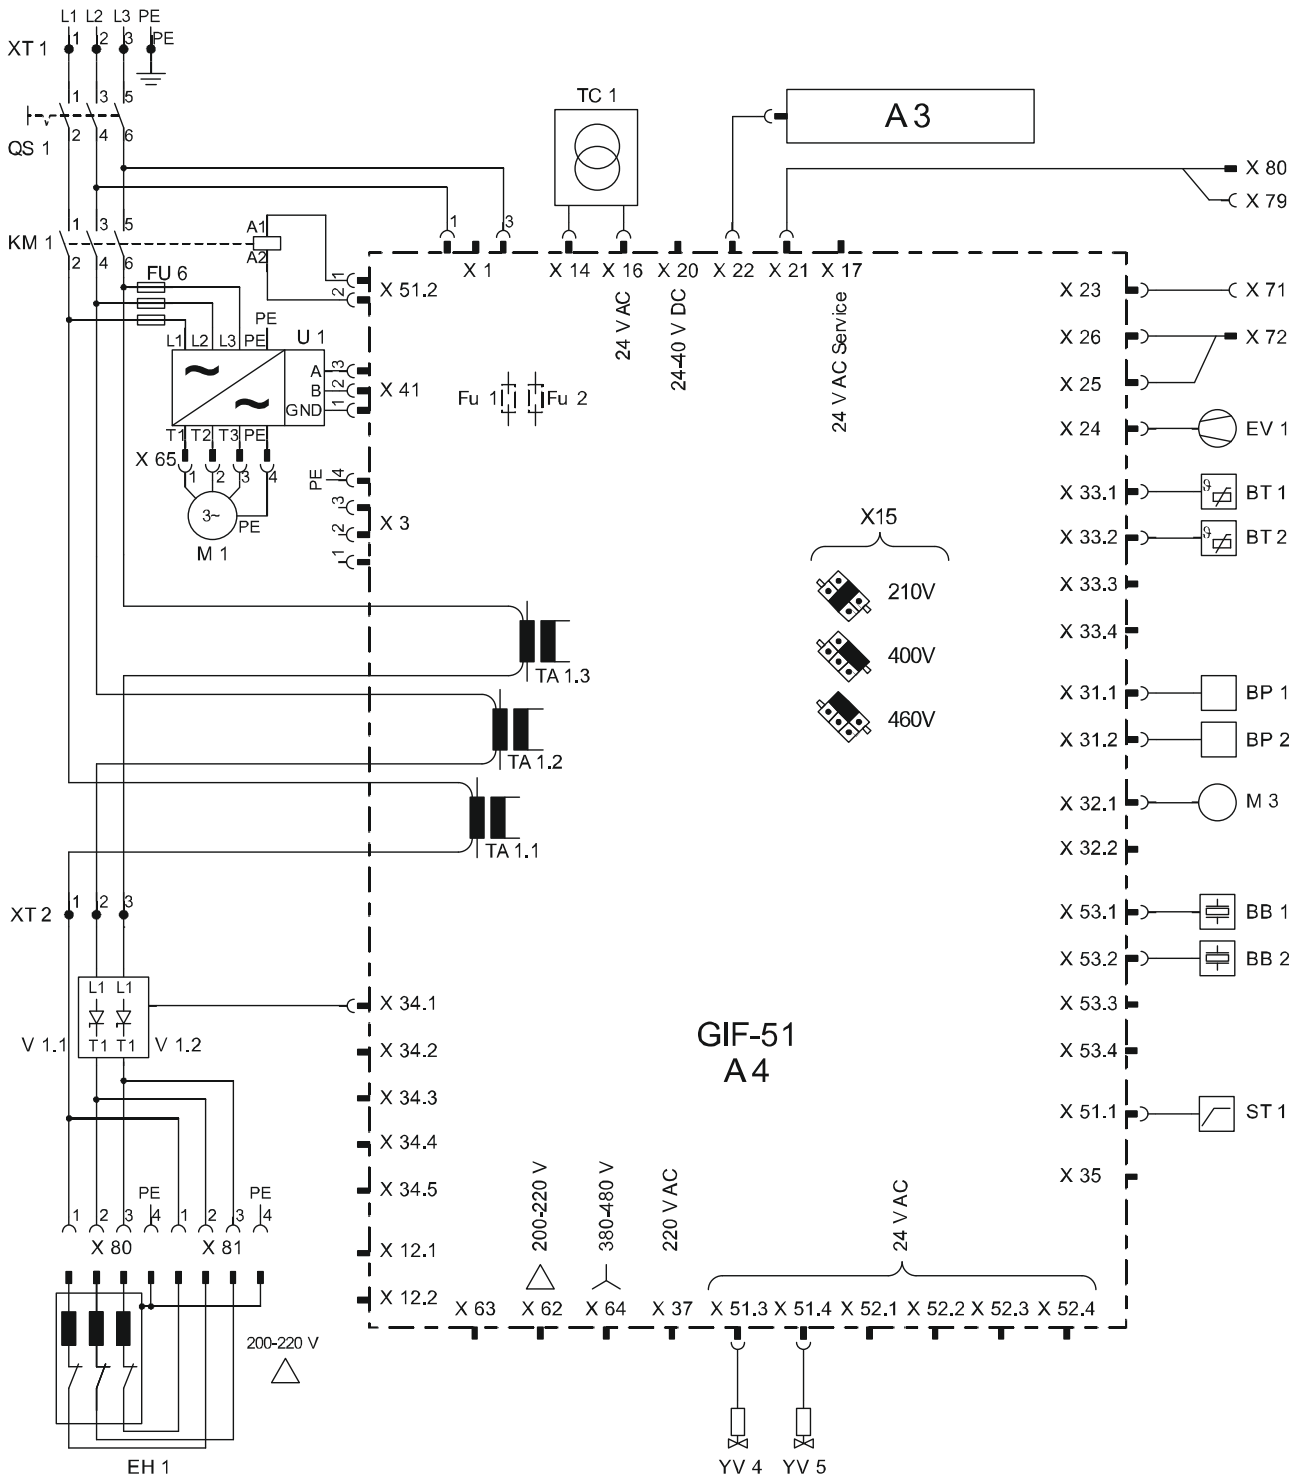 L1 L2 L3 PE
XT 1 1 2 3 PE
TC 1
A 3
1 3 5
QS 1
2 4 6
X 80
X 79
1 3 5
KM 1
2 4 6
A1
A2
1 3
FU 6
1
2
X 51.2
X 1 X 14 X 16 X 20 X 22 X 21 X 17
24 V AC
24-40 V DC
24 V AC Service
X 23 X 71
X 26 X 72
X 25
X 24 EV 1
L1 L2 L3 PE
PE
U 1
A 3
B 2
GND 1
X 41
Fu 1 Fu 2
T1 T2 T3 PE
X 65
1 2 3 4
3~
PE
M 1
PE 4
3
2
1
X 3
X 33.1 BT 1
ϑ
X 33.2 BT 2
ϑ
X 33.3
X 33.4
X15
210V
400V
460V
TA 1.3
TA 1.2
TA 1.1
X 31.1 BP 1
X 31.2 BP 2
X 32.1 M 3
X 32.2
XT 2 1 2 3
X 53.1 BB 1
X 53.2 BB 2
X 53.3
X 53.4
L1 L1
V 1.1 T1 T1 V 1.2
X 34.1
X 34.2
X 34.3
X 34.4
X 34.5
GIF-51
A 4
X 51.1 ST 1
X 35
PE PE
1 2 3 4 1 2 3 4
X 80 X 81
X 12.1
X 12.2
200-220 V
380-480 V
220 V AC
24 V AC
X 63 X 62 X 64 X 37 X 51.3 X 51.4 X 52.1 X 52.2 X 52.3 X 52.4
200-220 V
EH 1
YV 4 YV 5